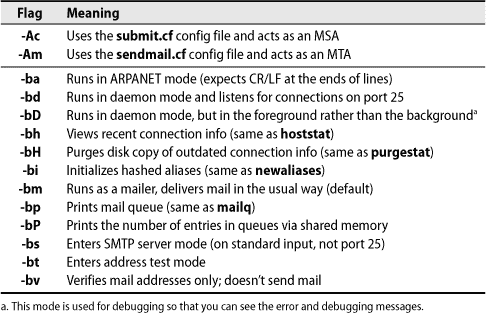 Flag Meaning
-Ac Uses the submit.cf config file and acts as an MSA
-Am Uses the sendmail.cf config file and acts as an MTA
-ba Runs in ARPANET mode (expects CR/LF at the ends of lines)
-bd Runs in daemon mode and listens for connections on port 25
-bD Runs in daemon mode, but in the foreground rather than the backgroundª
-bh Views recent connection info (same as hoststat)
-bH Purges disk copy of outdated connection info (same as purgestat)
-bi Initializes hashed aliases (same as newaliases)
-bm Runs as a mailer, delivers mail in the usual way (default)
-bp Prints mail queue (same as mailq)
-bP Prints the number of entries in queues via shared memory
-bs Enters SMTP server mode (on standard input, not port 25)
-bt Enters address test mode
-bv Verifies mail addresses only; doesn’t send mail
a. This mode is used for debugging so that you can see the error and debugging messages.